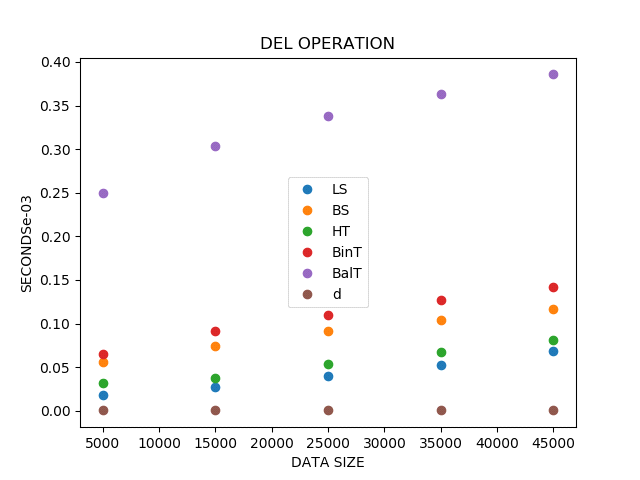 DEL OPERATION
0.40
0.35
0.30
0.25
0.20
0.15
0.10
0.05
0.00
SECONDSe-03
LS
BS
HT
BinT
BalT
d
5000 10000 15000 20000 25000 30000 35000 40000 45000
DATA SIZE